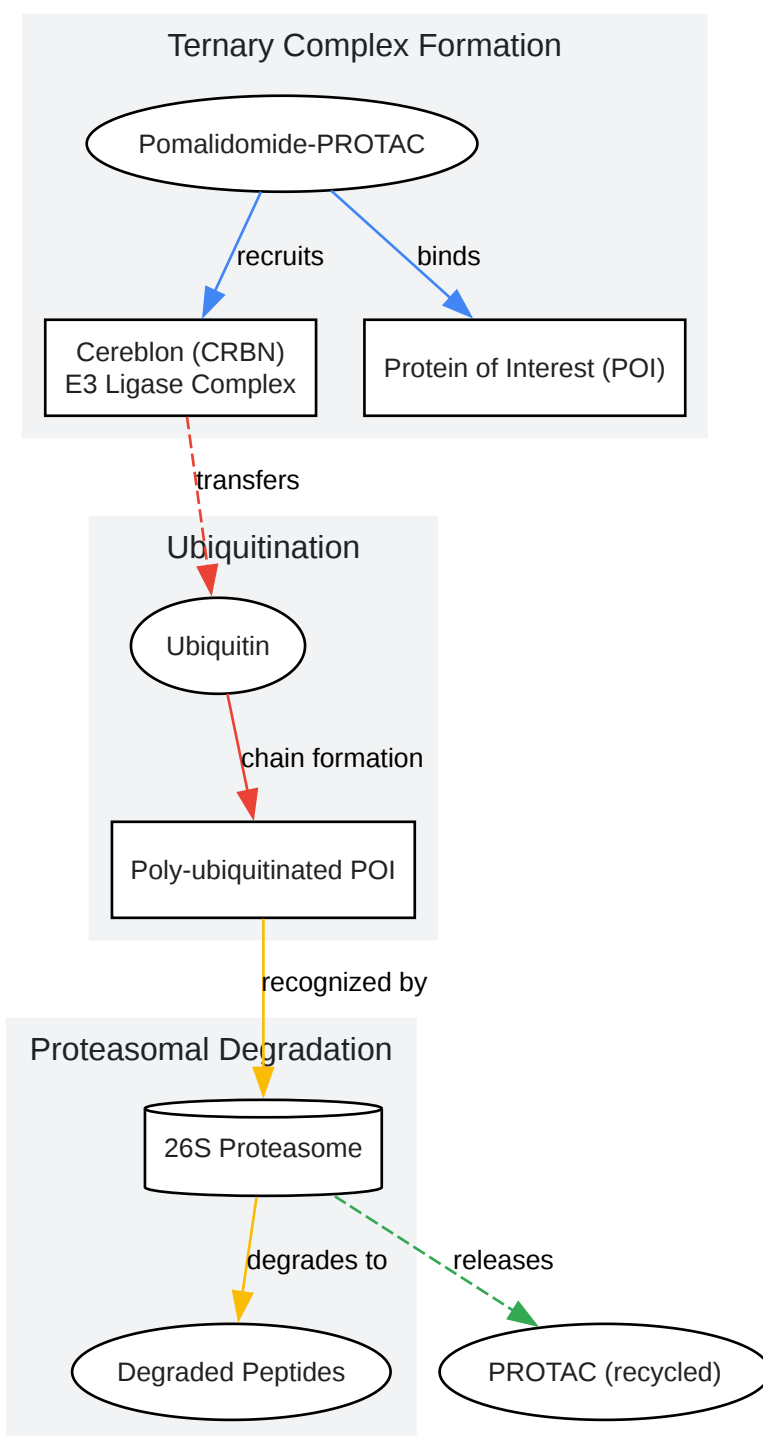 Ternary Complex Formation
Pomalidomide-PROTAC
recruits
binds
Cereblon (CRBN)
E3 Ligase Complex
Protein of Interest (POI)
transfers
Ubiquitination
Ubiquitin
chain formation
Poly-ubiquitinated POI
recognized by
Proteasomal Degradation
26S Proteasome
degrades to
releases
Degraded Peptides
PROTAC (recycled)